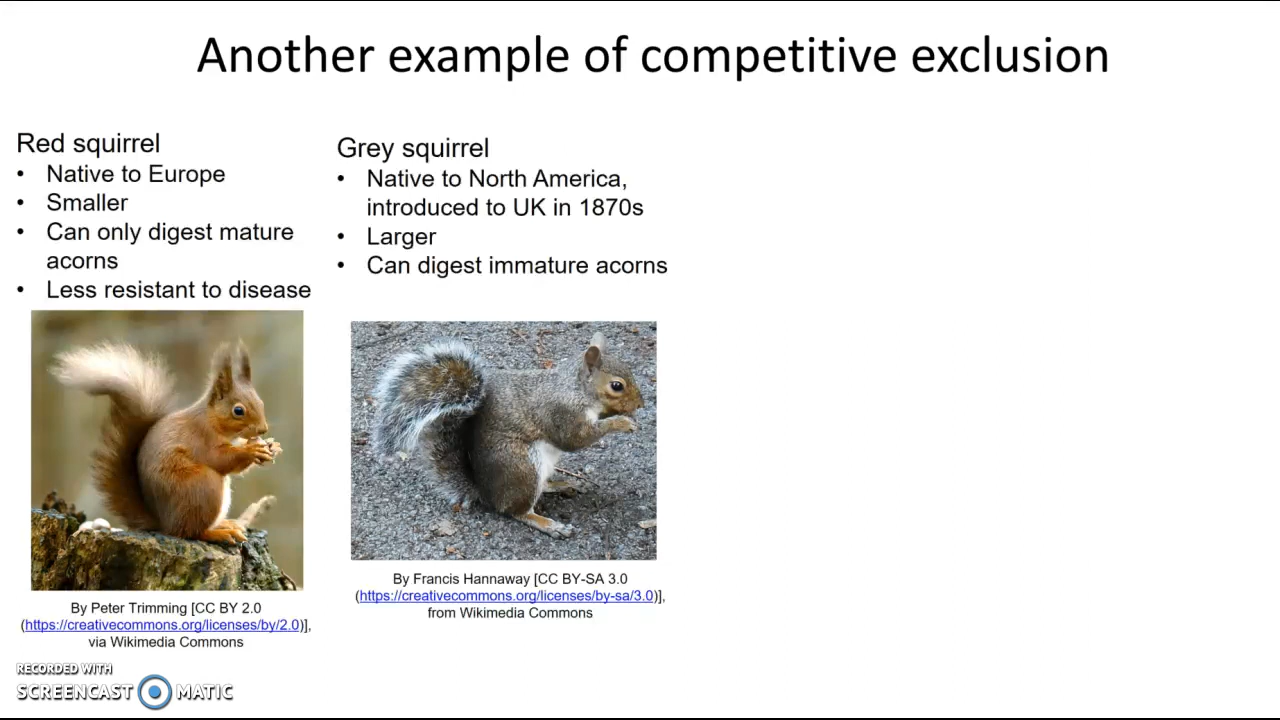 Another example of competitive exclusion
Red squirrel
• Native to Europe
• Smaller
• Can only digest mature
acorns
• Less resistant to disease
By Peter Trimming [CC BY 2.0
(https://creativecommons.org/licenses/by/2.0)],
via Wikimedia Commons
Grey squirrel
• Native to North America,
introduced to UK in 1870s
• Larger
• Can digest immature acorns
By Francis Hannaway [CC BY-SA 3.0
(https://creativecommons.org/licenses/by-sa/3.0)],
from Wikimedia Commons
RECORDED WITH
SCREENCAST MATIC